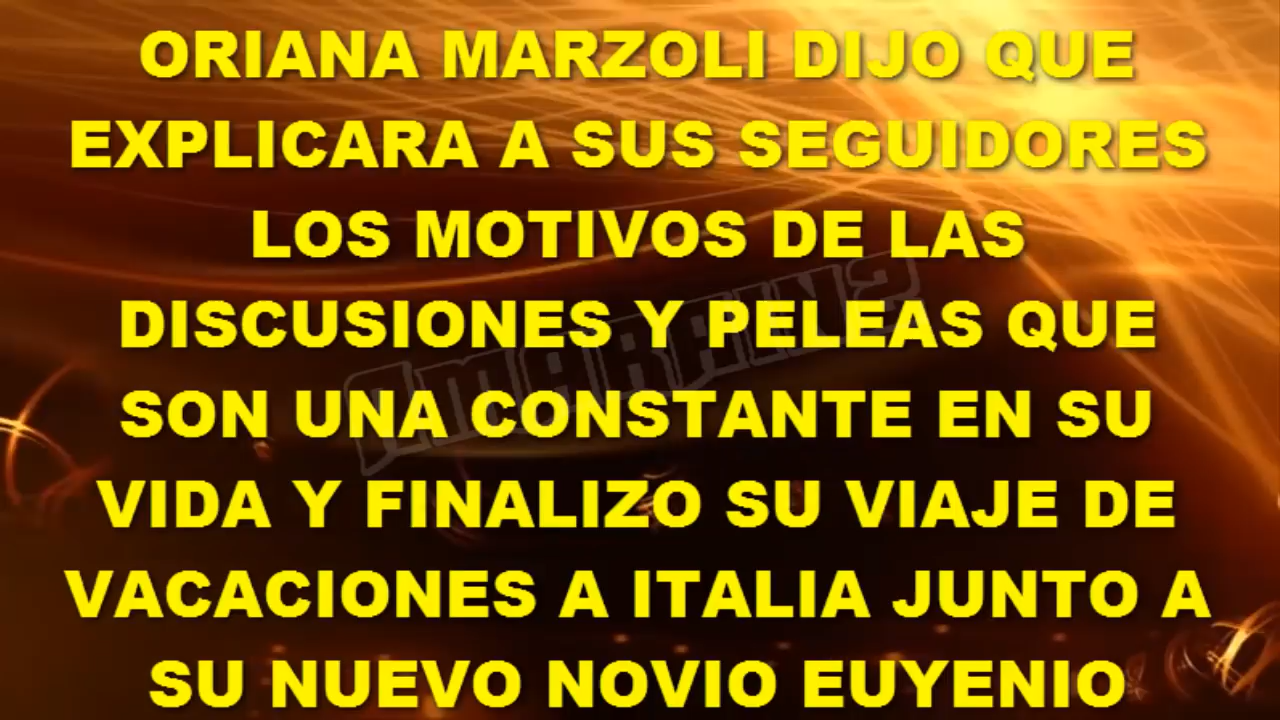 ORIANA MARZOLI DIJO QUE
EXPLICARA A SUS SEGUIDORES
LOS MOTIVOS DE LAS
DISCUSIONES Y PELEAS QUE
SON UNA CONSTANTE EN SU
VIDA Y FINALIZO SU VIAJE DE
VACACIONES A ITALIA JUNTO A
SU NUEVO NOVIO EUYENIO